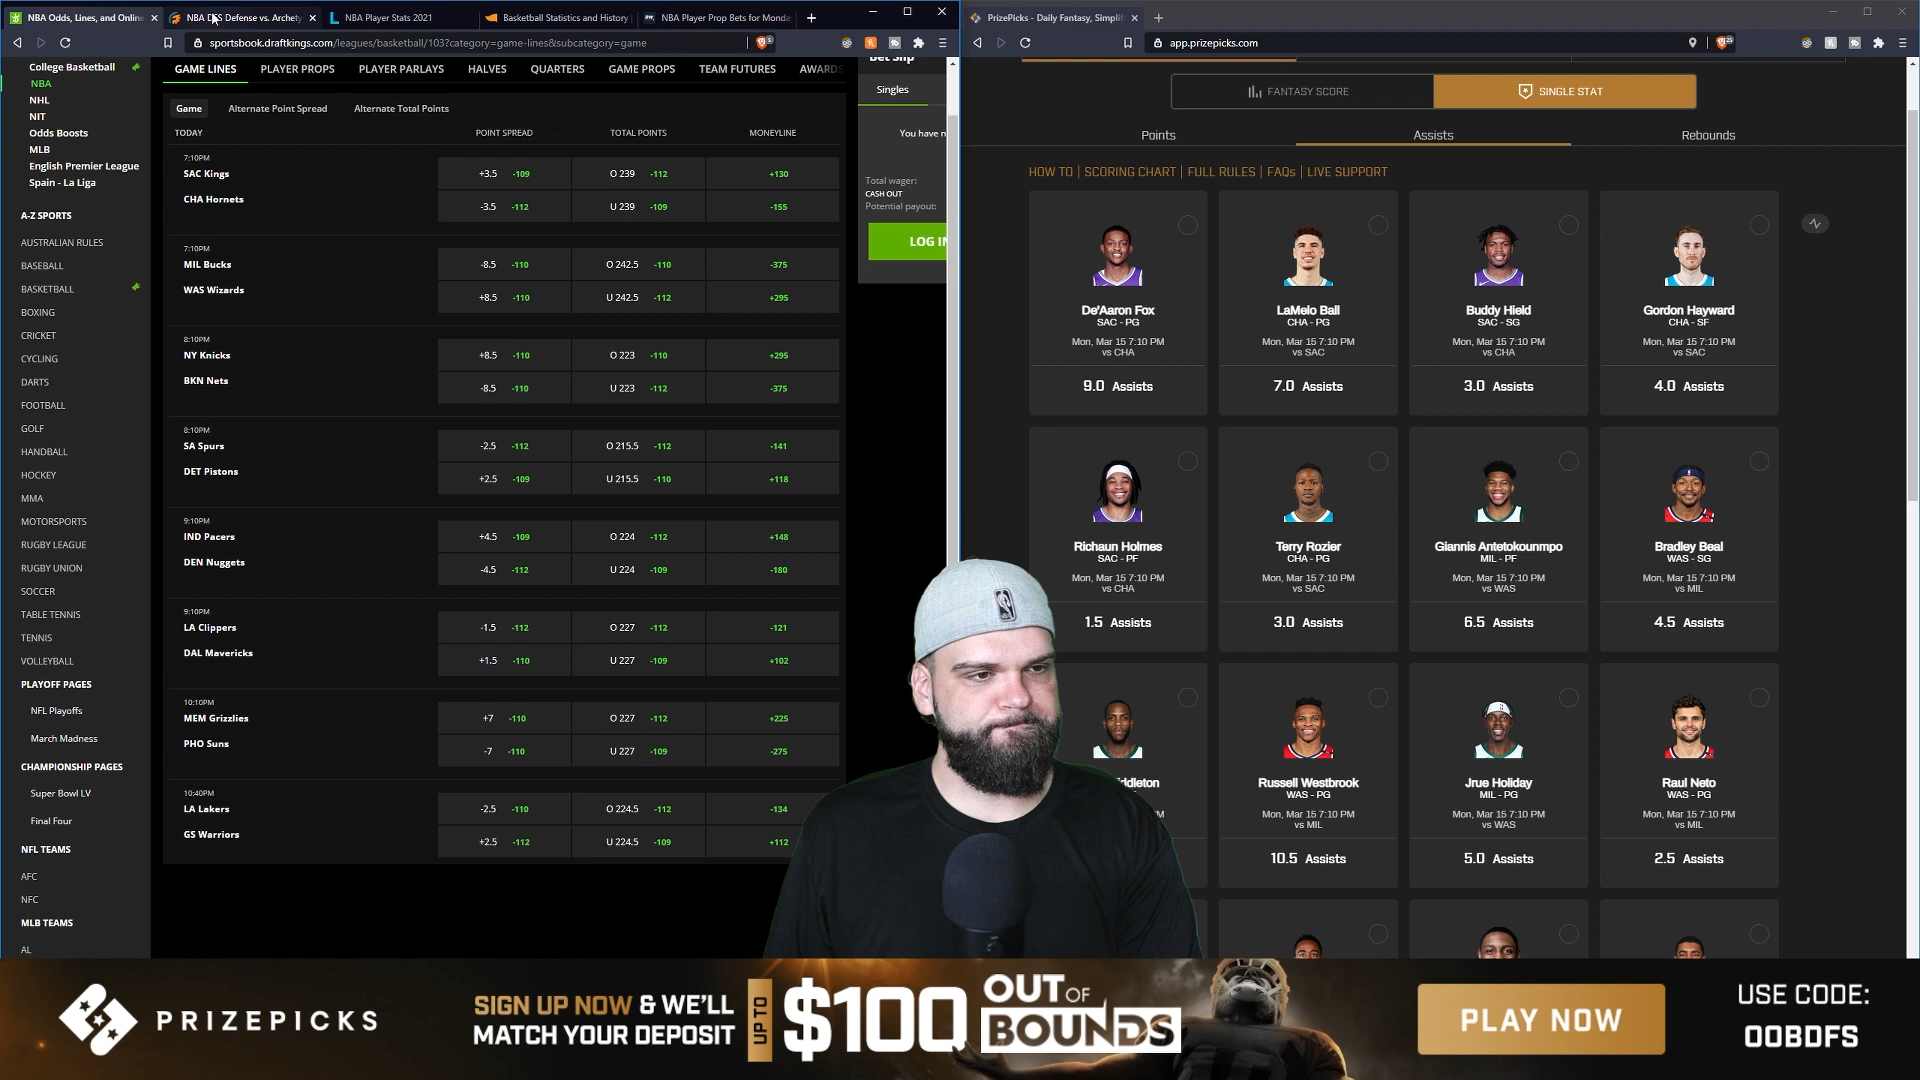 NBA Odds, Lines, and Online
NBA DFS Defense vs. Archety
NBA Player Stats 2021
Basketball Statistics and History
NBA Player Prop Bets for Monda
sportsbook.draftkings.com/leagues/basketball/103?category=game-lines&subcategory=game
College Basketball
NBA
NHL
NIT
Odds Boosts
MLB
English Premier League
Spain - La Liga
A-Z SPORTS
AUSTRALIAN RULES
BASEBALL
BASKETBALL
BOXING
CRICKET
CYCLING
DARTS
FOOTBALL
GOLF
HANDBALL
HOCKEY
MMA
MOTORSPORTS
RUGBY LEAGUE
RUGBY UNION
SOCCER
TABLE TENNIS
TENNIS
VOLLEYBALL
PLAYOFF PAGES
NFL Playoffs
March Madness
CHAMPIONSHIP PAGES
Super Bowl LV
Final Four
NFL TEAMS
AFC
NFC
MLB TEAMS
AL
GAME LINES PLAYER PROPS PLAYER PARLAYS HALVES QUARTERS GAME PROPS TEAM FUTURES AWARDS
Game Alternate Point Spread Alternate Total Points
TODAY POINT SPREAD TOTAL POINTS MONEYLINE
7:10PM
SAC Kings +3.5 -109 O 239 -112 +130
CHA Hornets -3.5 -112 U 239 -109 -155
7:10PM
MIL Bucks -8.5 -110 O 242.5 -110 -375
WAS Wizards +8.5 -110 U 242.5 -112 +295
8:10PM
NY Knicks +8.5 -110 O 223 -110 +295
BKN Nets -8.5 -110 U 223 -112 -375
8:10PM
SA Spurs -2.5 -112 O 215.5 -112 -141
DET Pistons +2.5 -109 U 215.5 -110 +118
9:10PM
IND Pacers +4.5 -109 O 224 -112 +148
DEN Nuggets -4.5 -112 U 224 -109 -180
9:10PM
LA Clippers -1.5 -112 O 227 -112 -121
DAL Mavericks +1.5 -110 U 227 -109 +102
10:10PM
MEM Grizzlies +7 -110 O 227 -112 +225
PHO Suns -7 -110 U 227 -109 -275
10:40PM
LA Lakers -2.5 -110 O 224.5 -112 -134
GS Warriors +2.5 -112 U 224.5 -109 +112
Bet Slip
Singles
You have n
Total wager:
CASH OUT
Potential payout:
LOG IN
PrizePicks - Daily Fantasy, Simplif
app.prizepicks.com
FANTASY SCORE SINGLE STAT
Points Assists Rebounds
HOW TO | SCORING CHART | FULL RULES | FAQs | LIVE SUPPORT
De'Aaron Fox
SAC - PG
Mon, Mar 15 7:10 PM
vs CHA
9.0 Assists
LaMelo Ball
CHA - PG
Mon, Mar 15 7:10 PM
vs SAC
7.0 Assists
Buddy Hield
SAC - SG
Mon, Mar 15 7:10 PM
vs CHA
3.0 Assists
Gordon Hayward
CHA - SF
Mon, Mar 15 7:10 PM
vs SAC
4.0 Assists
Richaun Holmes
SAC - PF
Mon, Mar 15 7:10 PM
vs CHA
1.5 Assists
Terry Rozier
CHA - PG
Mon, Mar 15 7:10 PM
vs SAC
3.0 Assists
Giannis Antetokounmpo
MIL - PF
Mon, Mar 15 7:10 PM
vs WAS
6.5 Assists
Bradley Beal
WAS - SG
Mon, Mar 15 7:10 PM
vs MIL
4.5 Assists
ddleton
M
Russell Westbrook
WAS - PG
Mon, Mar 15 7:10 PM
vs MIL
10.5 Assists
Jrue Holiday
MIL - PG
Mon, Mar 15 7:10 PM
vs WAS
5.0 Assists
Raul Neto
WAS - PG
Mon, Mar 15 7:10 PM
vs MIL
2.5 Assists
PRIZEPICKS
SIGN UP NOW & WE'LL
MATCH YOUR DEPOSIT
UP TO
$100
OUT OF
BOUNDS
PLAY NOW
USE CODE:
OOBDFS